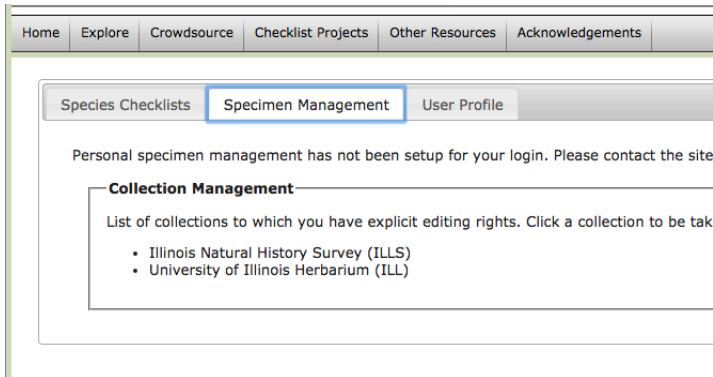 Home Explore Crowdsource Checklist Projects Other Resources Acknowledgements
Species Checklists Specimen Management User Profile
Personal specimen management has not been setup for your login. Please contact the site
Collection Management
List of collections to which you have explicit editing rights. Click a collection to be tak
• Illinois Natural History Survey (ILLS)
• University of Illinois Herbarium (ILL)